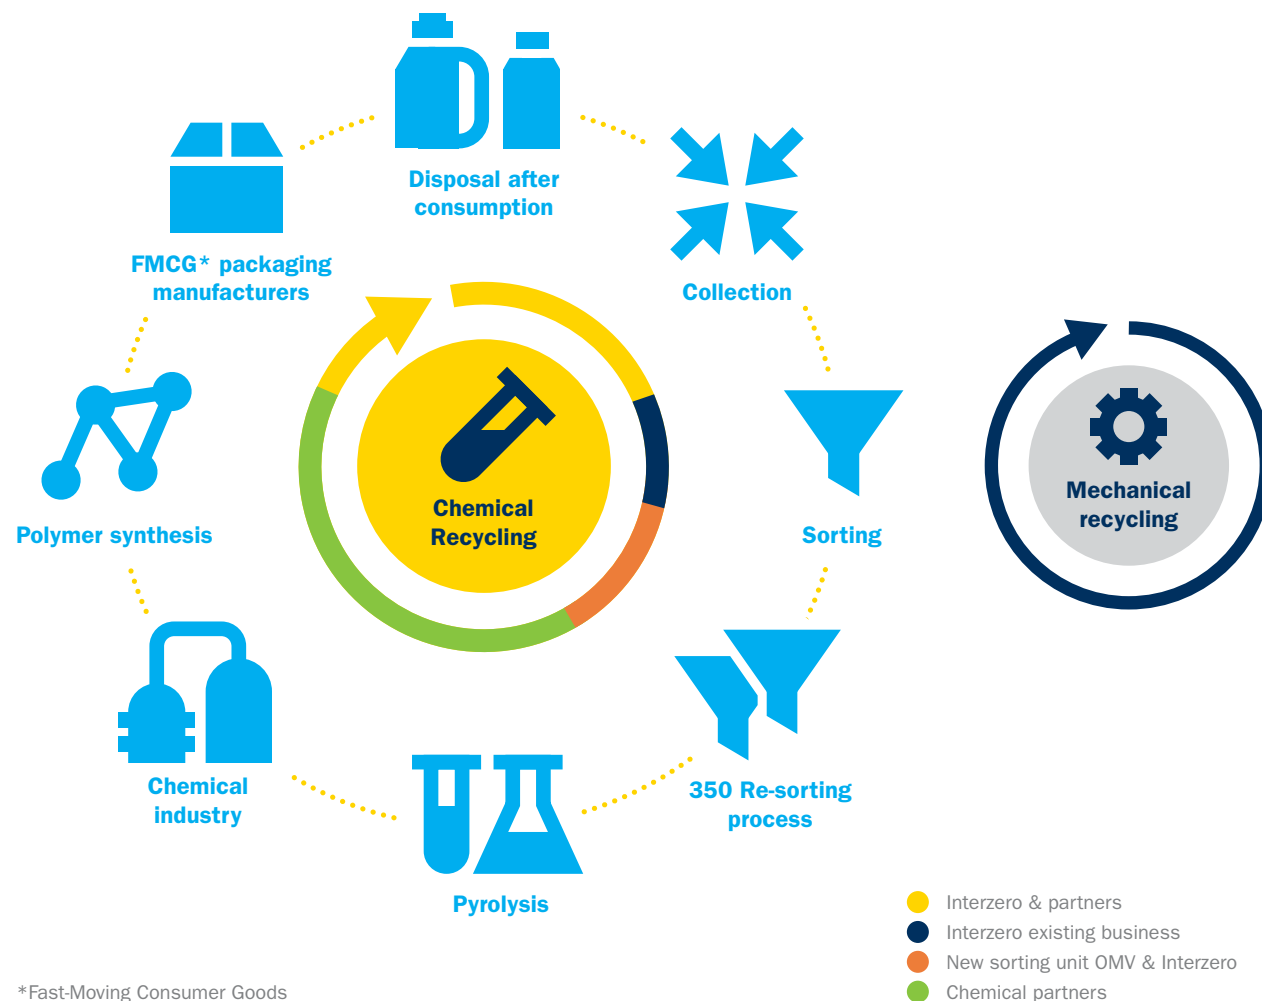 Disposal after
consumption
FMCG* packaging
manufacturers
Collection
Polymer synthesis
Chemical
Recycling
Sorting
Mechanical
recycling
Chemical
industry
350 Re-sorting
process
Pyrolysis
Interzero & partners
Interzero existing business
New sorting unit OMV & Interzero
Chemical partners
*Fast-Moving Consumer Goods